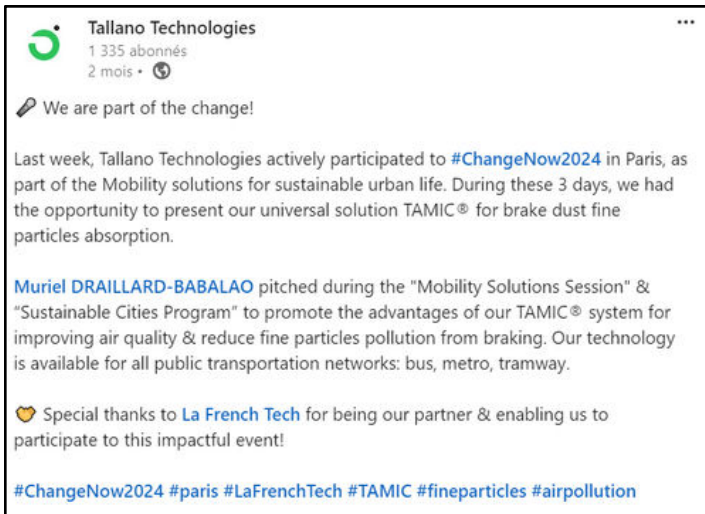 Tallano Technologies
1 335 abonnés
2 mois •
We are part of the change!
Last week, Tallano Technologies actively participated to #ChangeNow2024 in Paris, as
part of the Mobility solutions for sustainable urban life. During these 3 days, we had
the opportunity to present our universal solution TAMIC® for brake dust fine
particles absorption.
Muriel DRAILLARD-BABALAO pitched during the "Mobility Solutions Session" &
“Sustainable Cities Program” to promote the advantages of our TAMIC® system for
improving air quality & reduce fine particles pollution from braking. Our technology
is available for all public transportation networks: bus, metro, tramway.
Special thanks to La French Tech for being our partner & enabling us to
participate to this impactful event!
#ChangeNow2024 #paris #LaFrenchTech #TAMIC #fineparticles #airpollution